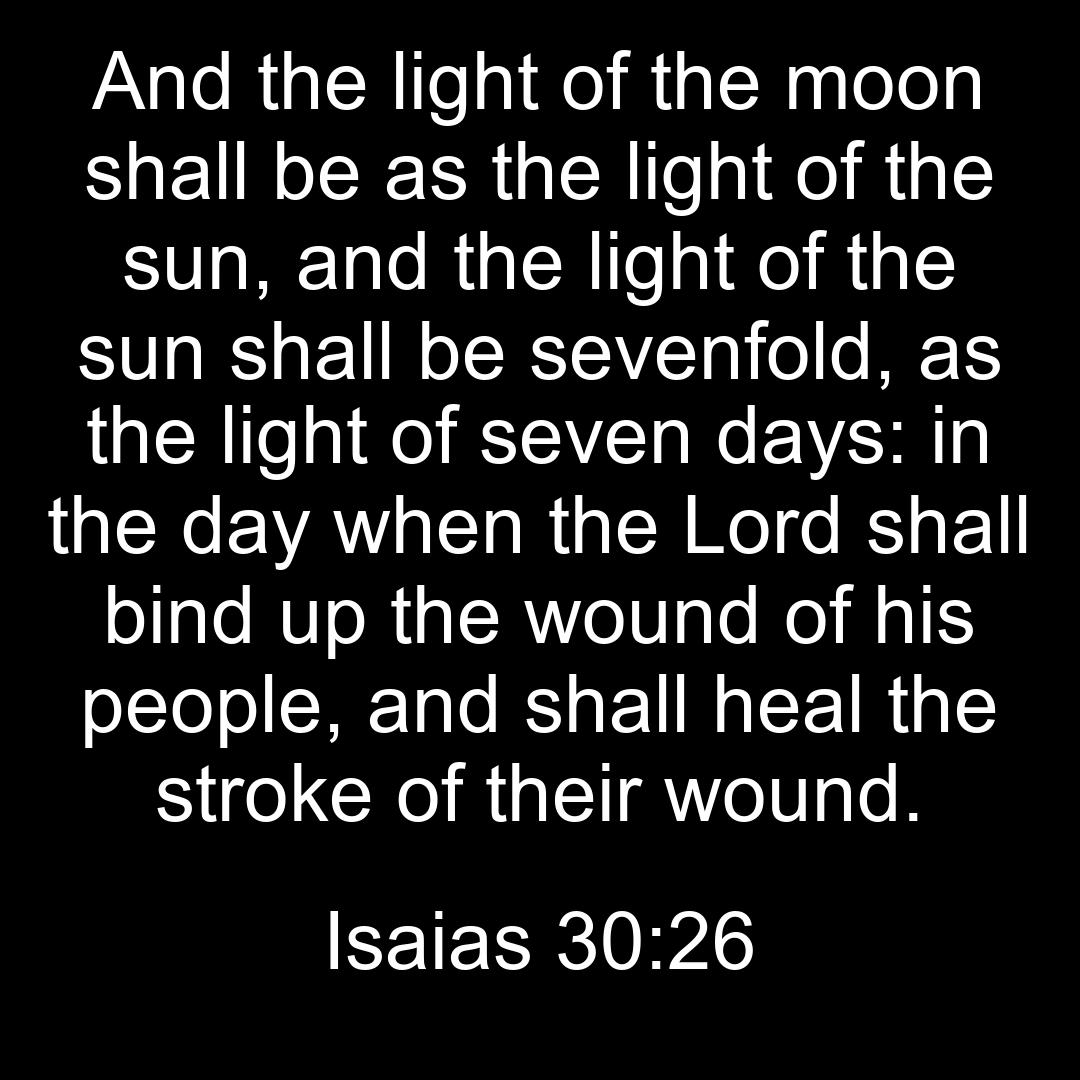 And the light of the moon
shall be as the light of the
sun, and the light of the
sun shall be sevenfold, as
the light of seven days: in
the day when the Lord shall
bind up the wound of his
people, and shall heal the
stroke of their wound.
Isaias 30:26